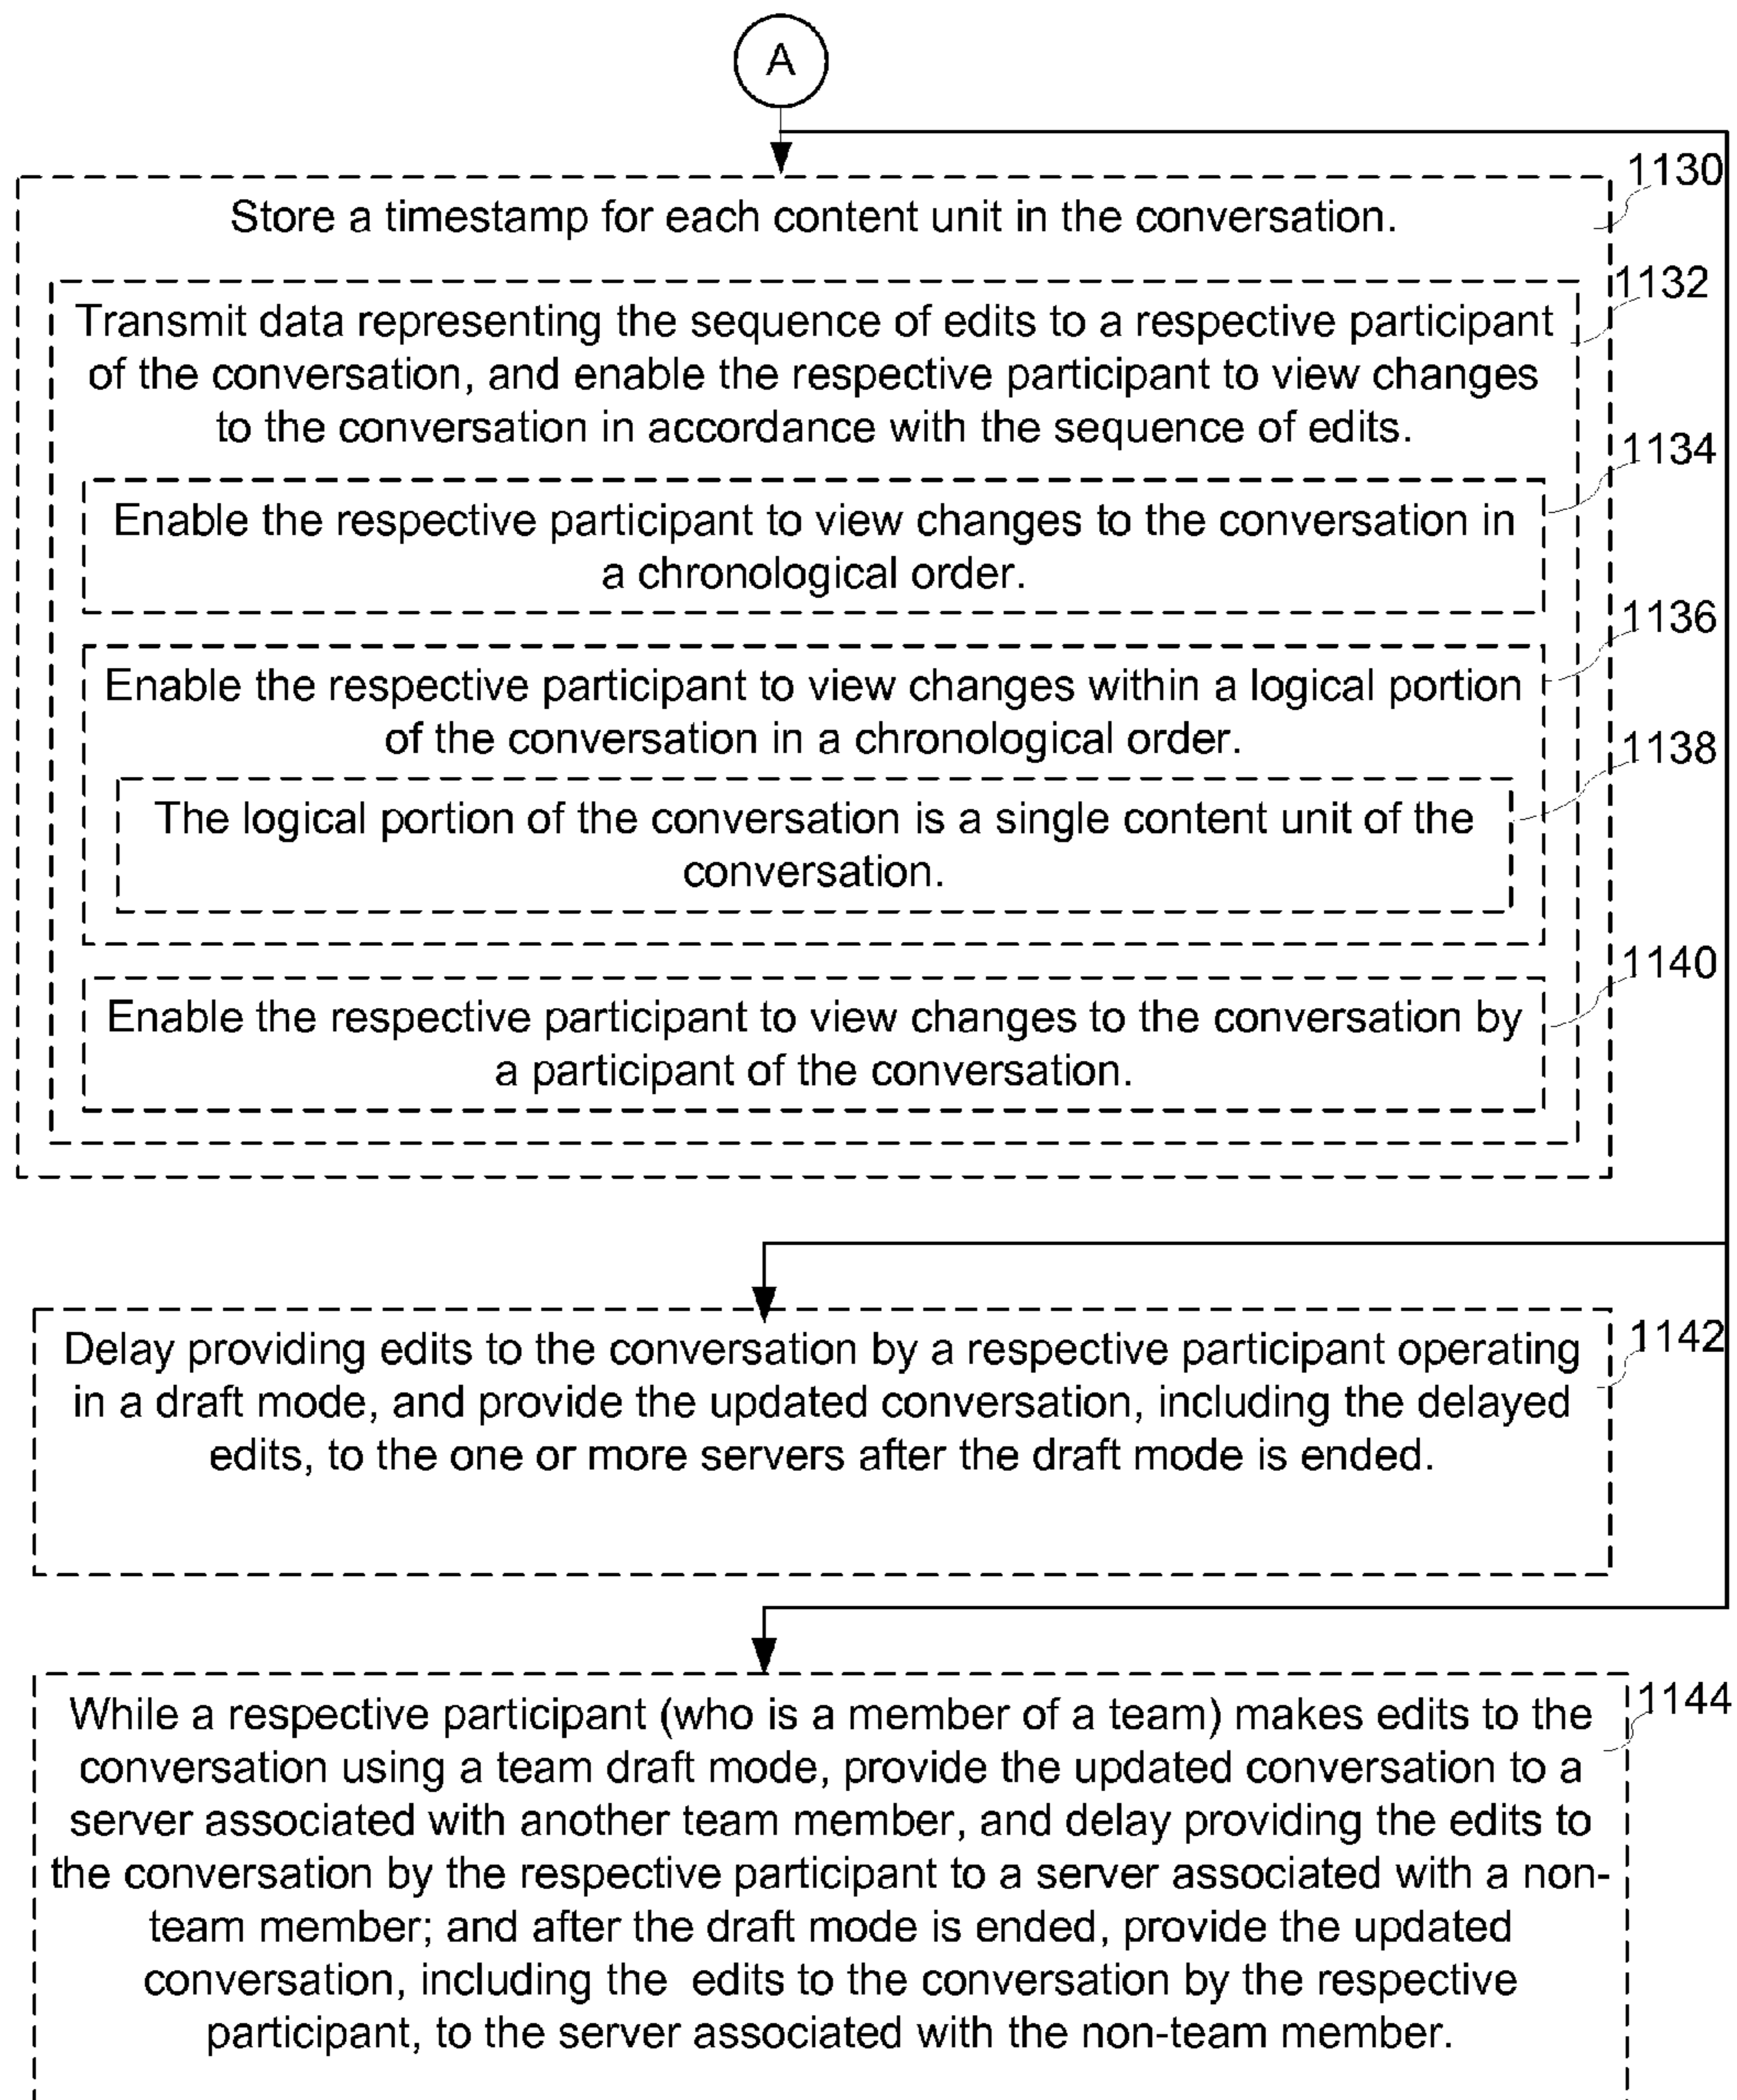 A
1130
Store a timestamp for each content unit in the conversation.
1132
Transmit data representing the sequence of edits to a respective participant
of the conversation, and enable the respective participant to view changes
to the conversation in accordance with the sequence of edits.
1134
Enable the respective participant to view changes to the conversation in
a chronological order.
1136
Enable the respective participant to view changes within a logical portion
of the conversation in a chronological order.
1138
The logical portion of the conversation is a single content unit of the
conversation.
1140
Enable the respective participant to view changes to the conversation by
a participant of the conversation.
1142
Delay providing edits to the conversation by a respective participant operating
in a draft mode, and provide the updated conversation, including the delayed
edits, to the one or more servers after the draft mode is ended.
1144
While a respective participant (who is a member of a team) makes edits to the
conversation using a team draft mode, provide the updated conversation to a
server associated with another team member, and delay providing the edits to
the conversation by the respective participant to a server associated with a non-
team member; and after the draft mode is ended, provide the updated
conversation, including the edits to the conversation by the respective
participant, to the server associated with the non-team member.